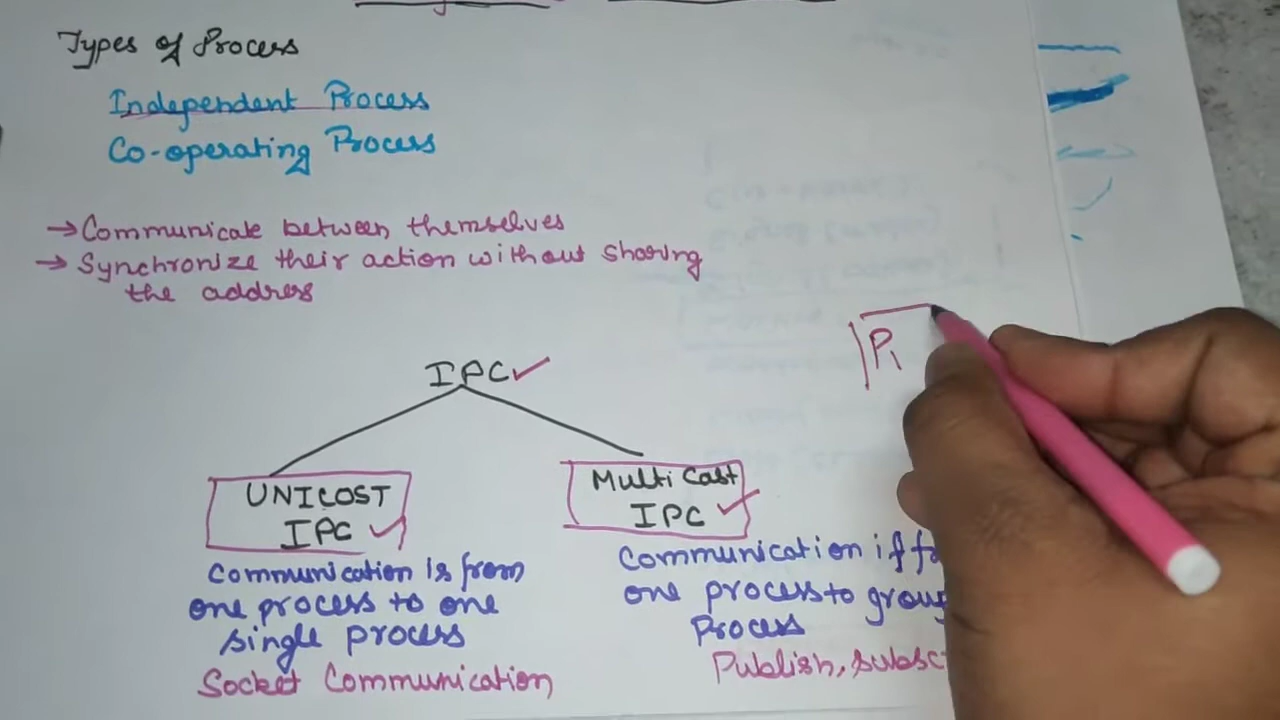 Types of Process
Independent Process
Co-operating Process
→ Communicate between themselves
→ Synchronize their action without sharing
the address
P1
IPC ✓
UNICOST
IPC ✓
Multi Cast
IPC ✓
Communication is from
one process to one
single process
Socket Communication
Communication if
one process to group
Process
Publish,